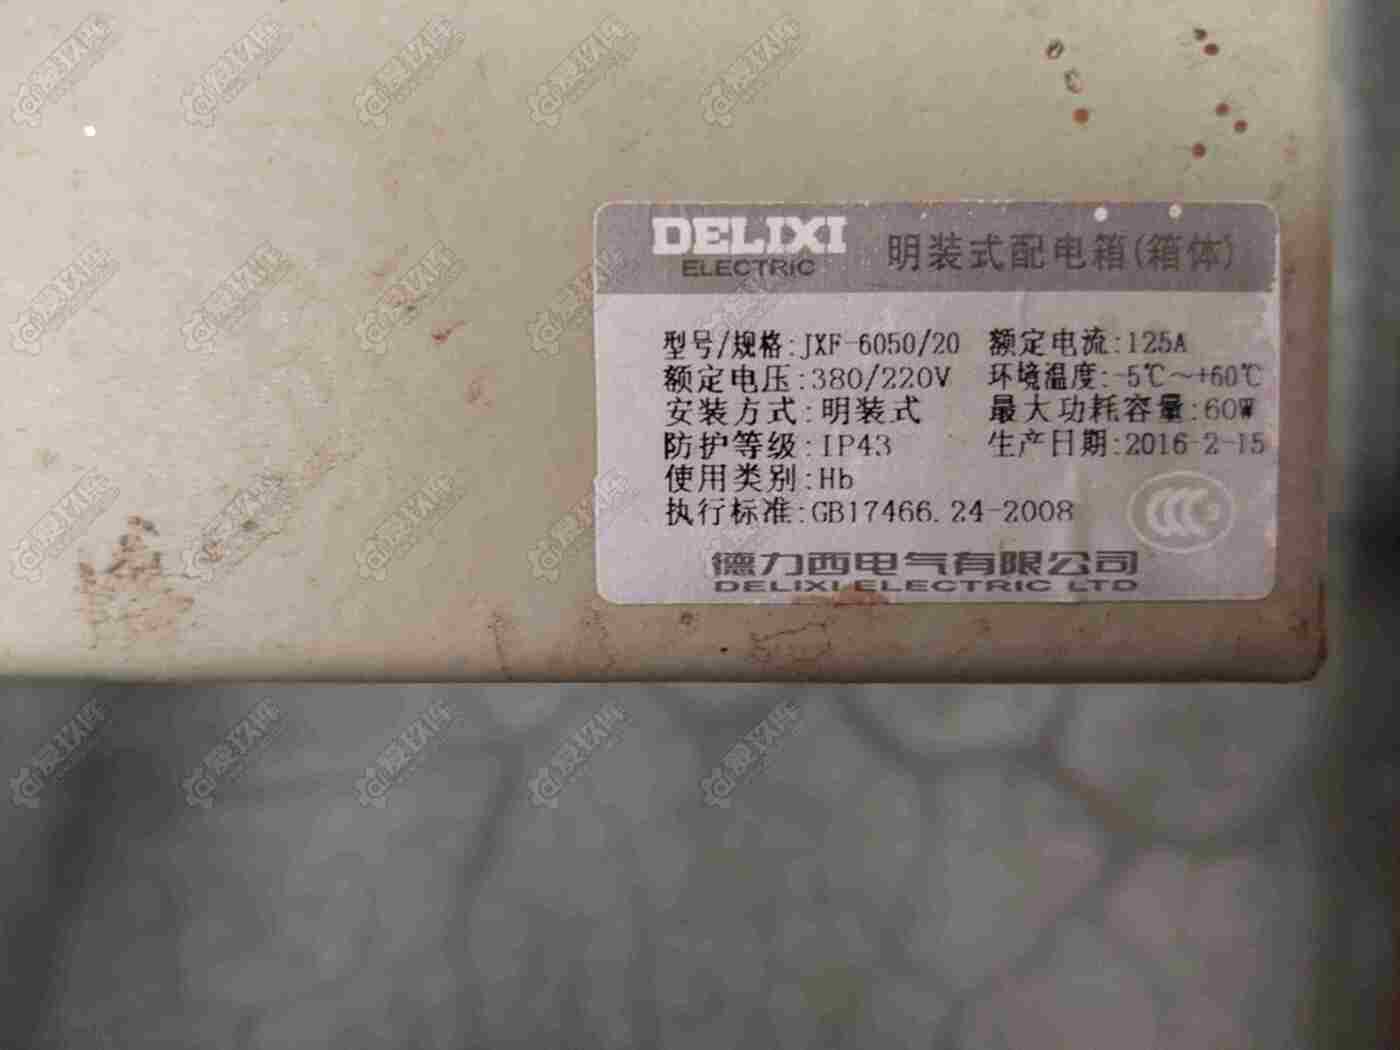 DELIXI
ELECTRIC
明装式配电箱(箱体)
型号/规格:JXF-6050/20 额定电流:125A
额定电压:380/220V 环境温度:-5℃~+60℃
安装方式:明装式 最大功耗容量:60W
防护等级:IP43 生产日期:2016-2-15
使用类别:Hb
执行标准:GB17466.24-2008
CCC
德力西电气有限公司
DELIXI ELECTRIC LTD
爱玖库